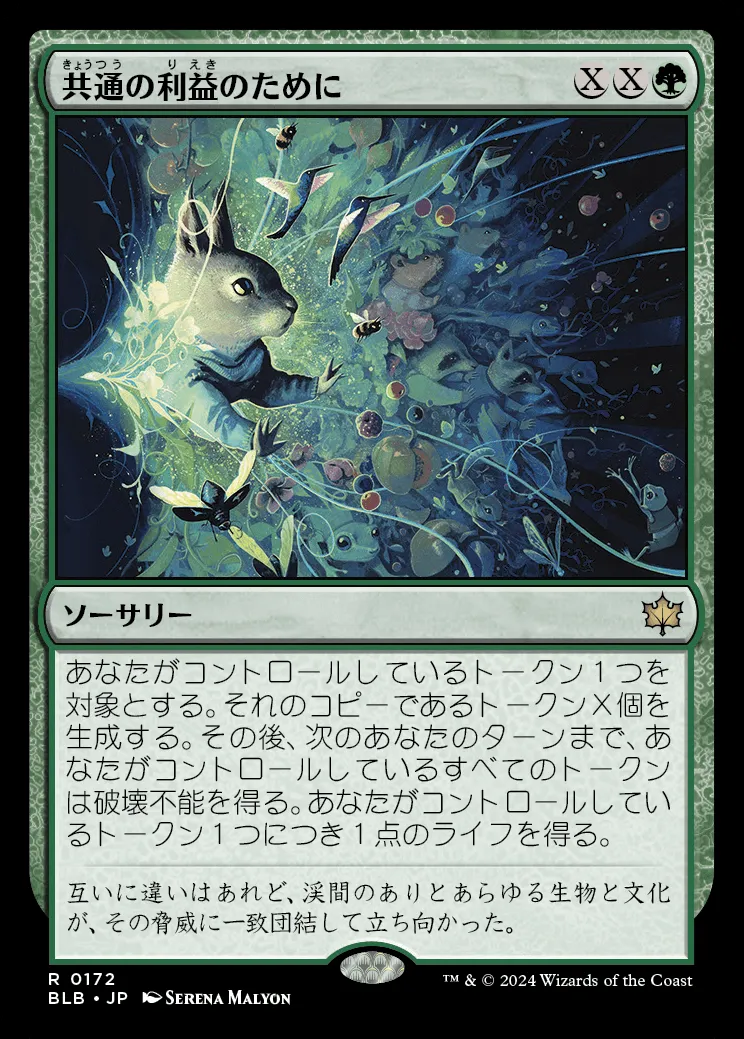 きょうつう りえき
共通の利益のために XX
ソーサリー
あなたがコントロールしているトークン１つを
対象とする。それのコピーであるトークンX個を
生成する。その後、次のあなたのターンまで、あ
なたがコントロールしているすべてのトークン
は破壊不能を得る。あなたがコントロールしてい
るトークン１つにつき１点のライフを得る。
互いに違いはあれど、渓間のありとあらゆる生物と文化
が、その脅威に一致団結して立ち向かった。
R 0172
BLB • JP Serena Malyon
™ & © 2024 Wizards of the Coast